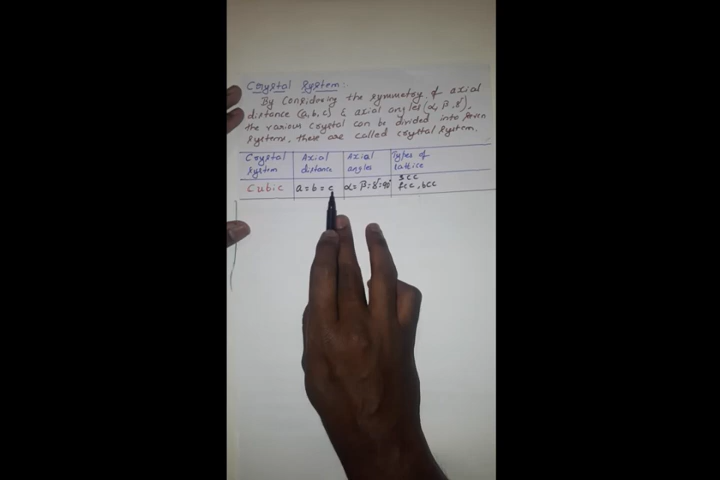 Crystal System:
By Considering the symmetry of axial
distance (a, b, c) & axial angles (α, β, γ),
the various crystal can be divided into seven
systems, these are called crystal system.
Crystal system | Axial distance | Axial angles | Types of lattice
Cubic | a = b = c | α = β = γ = 90° | scc fcc, bcc